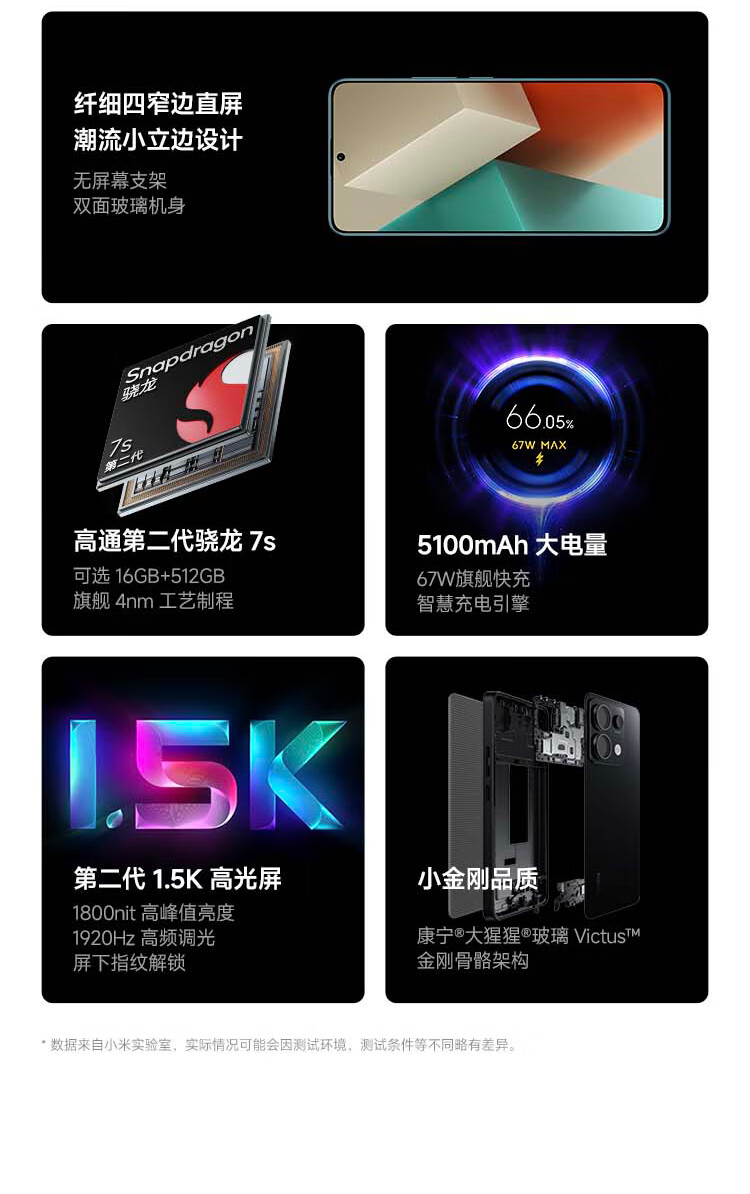 纤细四窄边直屏
潮流小立边设计
无屏幕支架
双面玻璃机身
Snapdragon
骁龙
7s
第二代
高通第二代骁龙 7s
可选 16GB+512GB
旗舰 4nm 工艺制程
66.05%
67W MAX
5100mAh 大电量
67W旗舰快充
智慧充电引擎
1.5K
第二代 1.5K 高光屏
1800nit 高峰值亮度
1920Hz 高频调光
屏下指纹解锁
小金刚品质
康宁®大猩猩®玻璃 Victus™
金刚骨骼架构
* 数据来自小米实验室，实际情况可能会因测试环境，测试条件等不同略有差异。